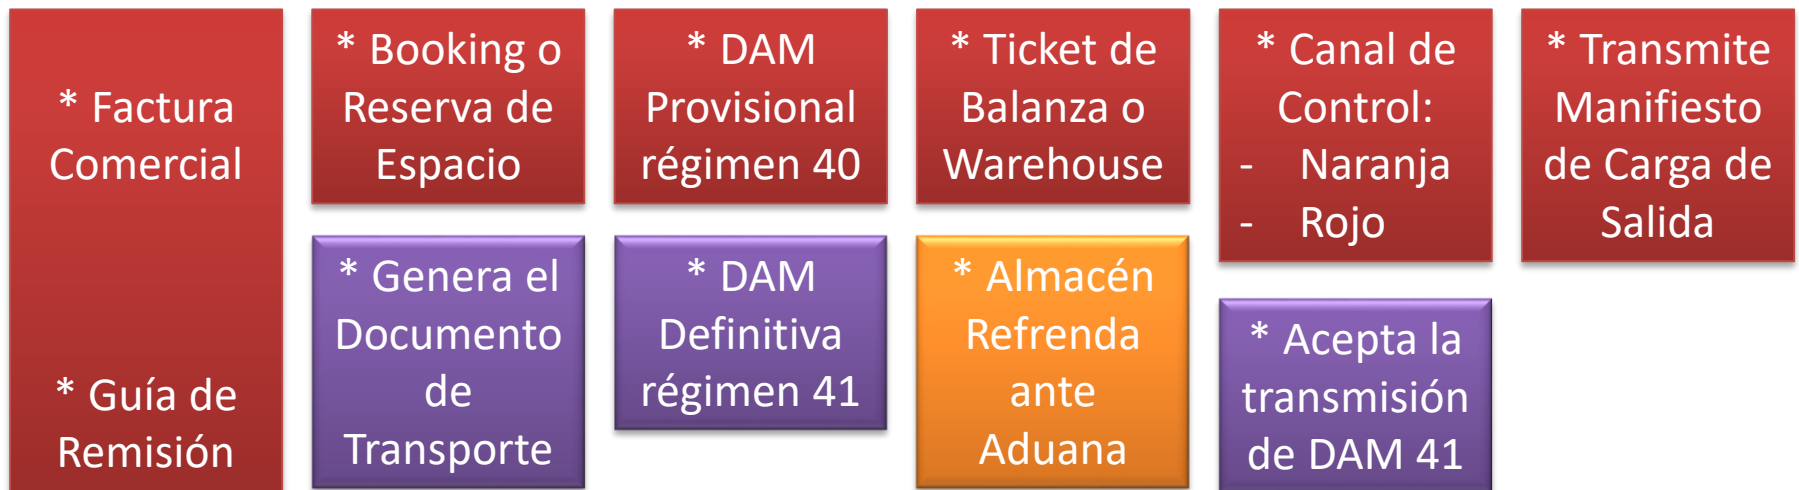 * Factura
Comercial
* Guía de
Remisión
* Booking o
Reserva de
Espacio
* Genera el
Documento
de
Transporte
* DAM
Provisional
régimen 40
* DAM
Definitiva
régimen 41
* Ticket de
Balanza o
Warehouse
* Almacén
Refrenda
ante
Aduana
* Canal de
Control:
- Naranja
- Rojo
* Acepta la
transmisión
de DAM 41
* Transmite
Manifiesto
de Carga de
Salida